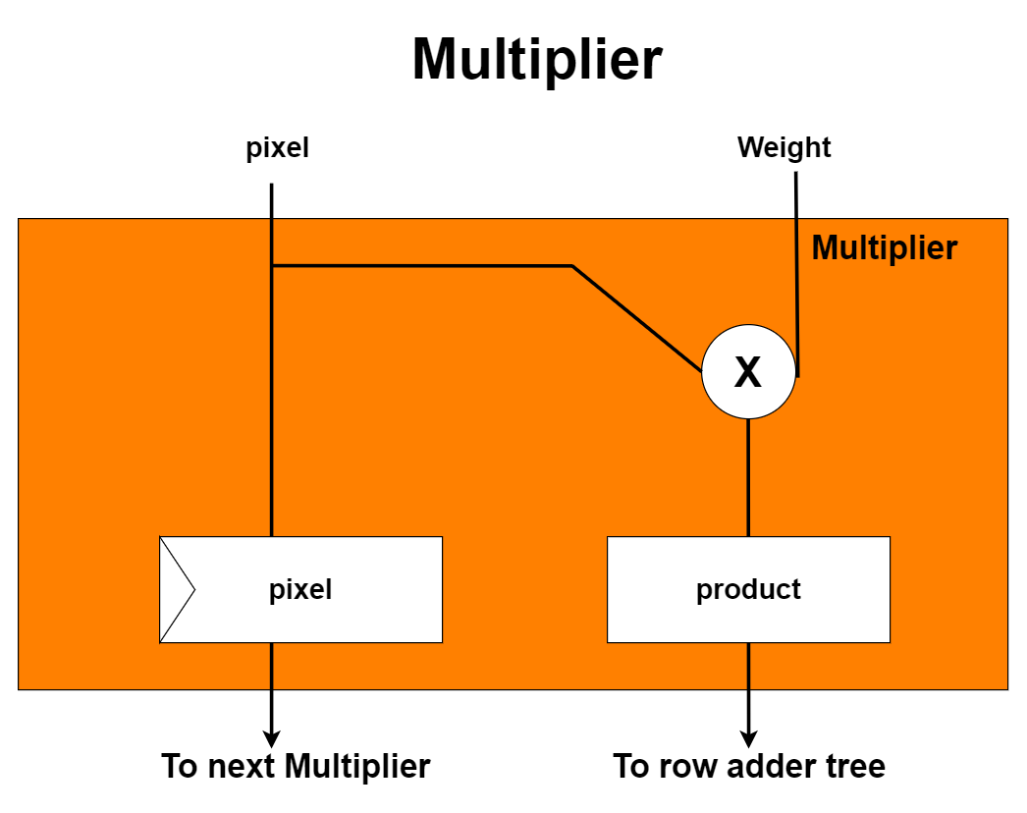 Multiplier
pixel
Weight
Multiplier
X
pixel
product
To next Multiplier
To row adder tree